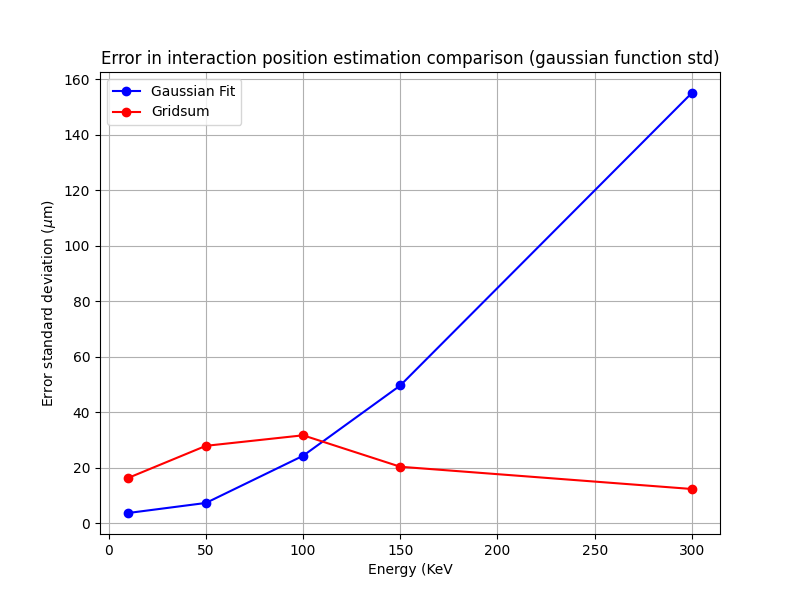 Error in interaction position estimation comparison (gaussian function std)
Gaussian Fit
Gridsum
160
140
120
100
80
60
40
20
0
Error standard deviation (μm)
0 50 100 150 200 250 300
Energy (KeV